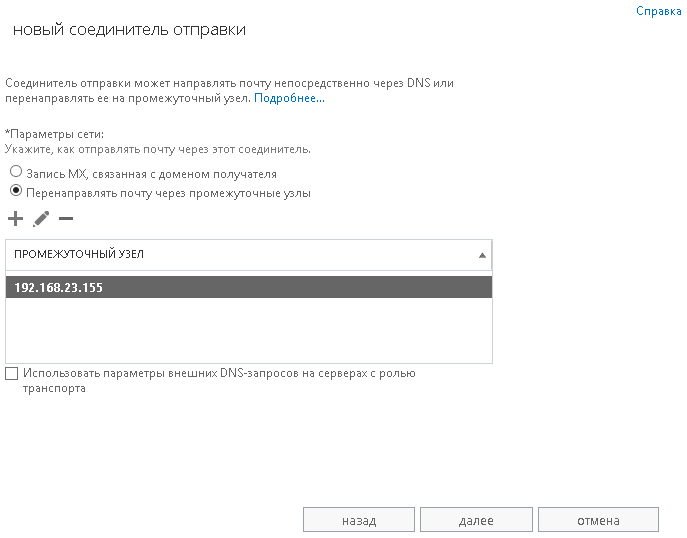 Справка
новый соединитель отправки
Соединитель отправки может направлять почту непосредственно через DNS или
перенаправлять ее на промежуточный узел. Подробнее...
*Параметры сети:
Укажите, как отправлять почту через этот соединитель.
Запись MX, связанная с доменом получателя
Перенаправлять почту через промежуточные узлы
ПРОМЕЖУТОЧНЫЙ УЗЕЛ
192.168.23.155
Использовать параметры внешних DNS-запросов на серверах с ролью
транспорта
назад
далее
отмена